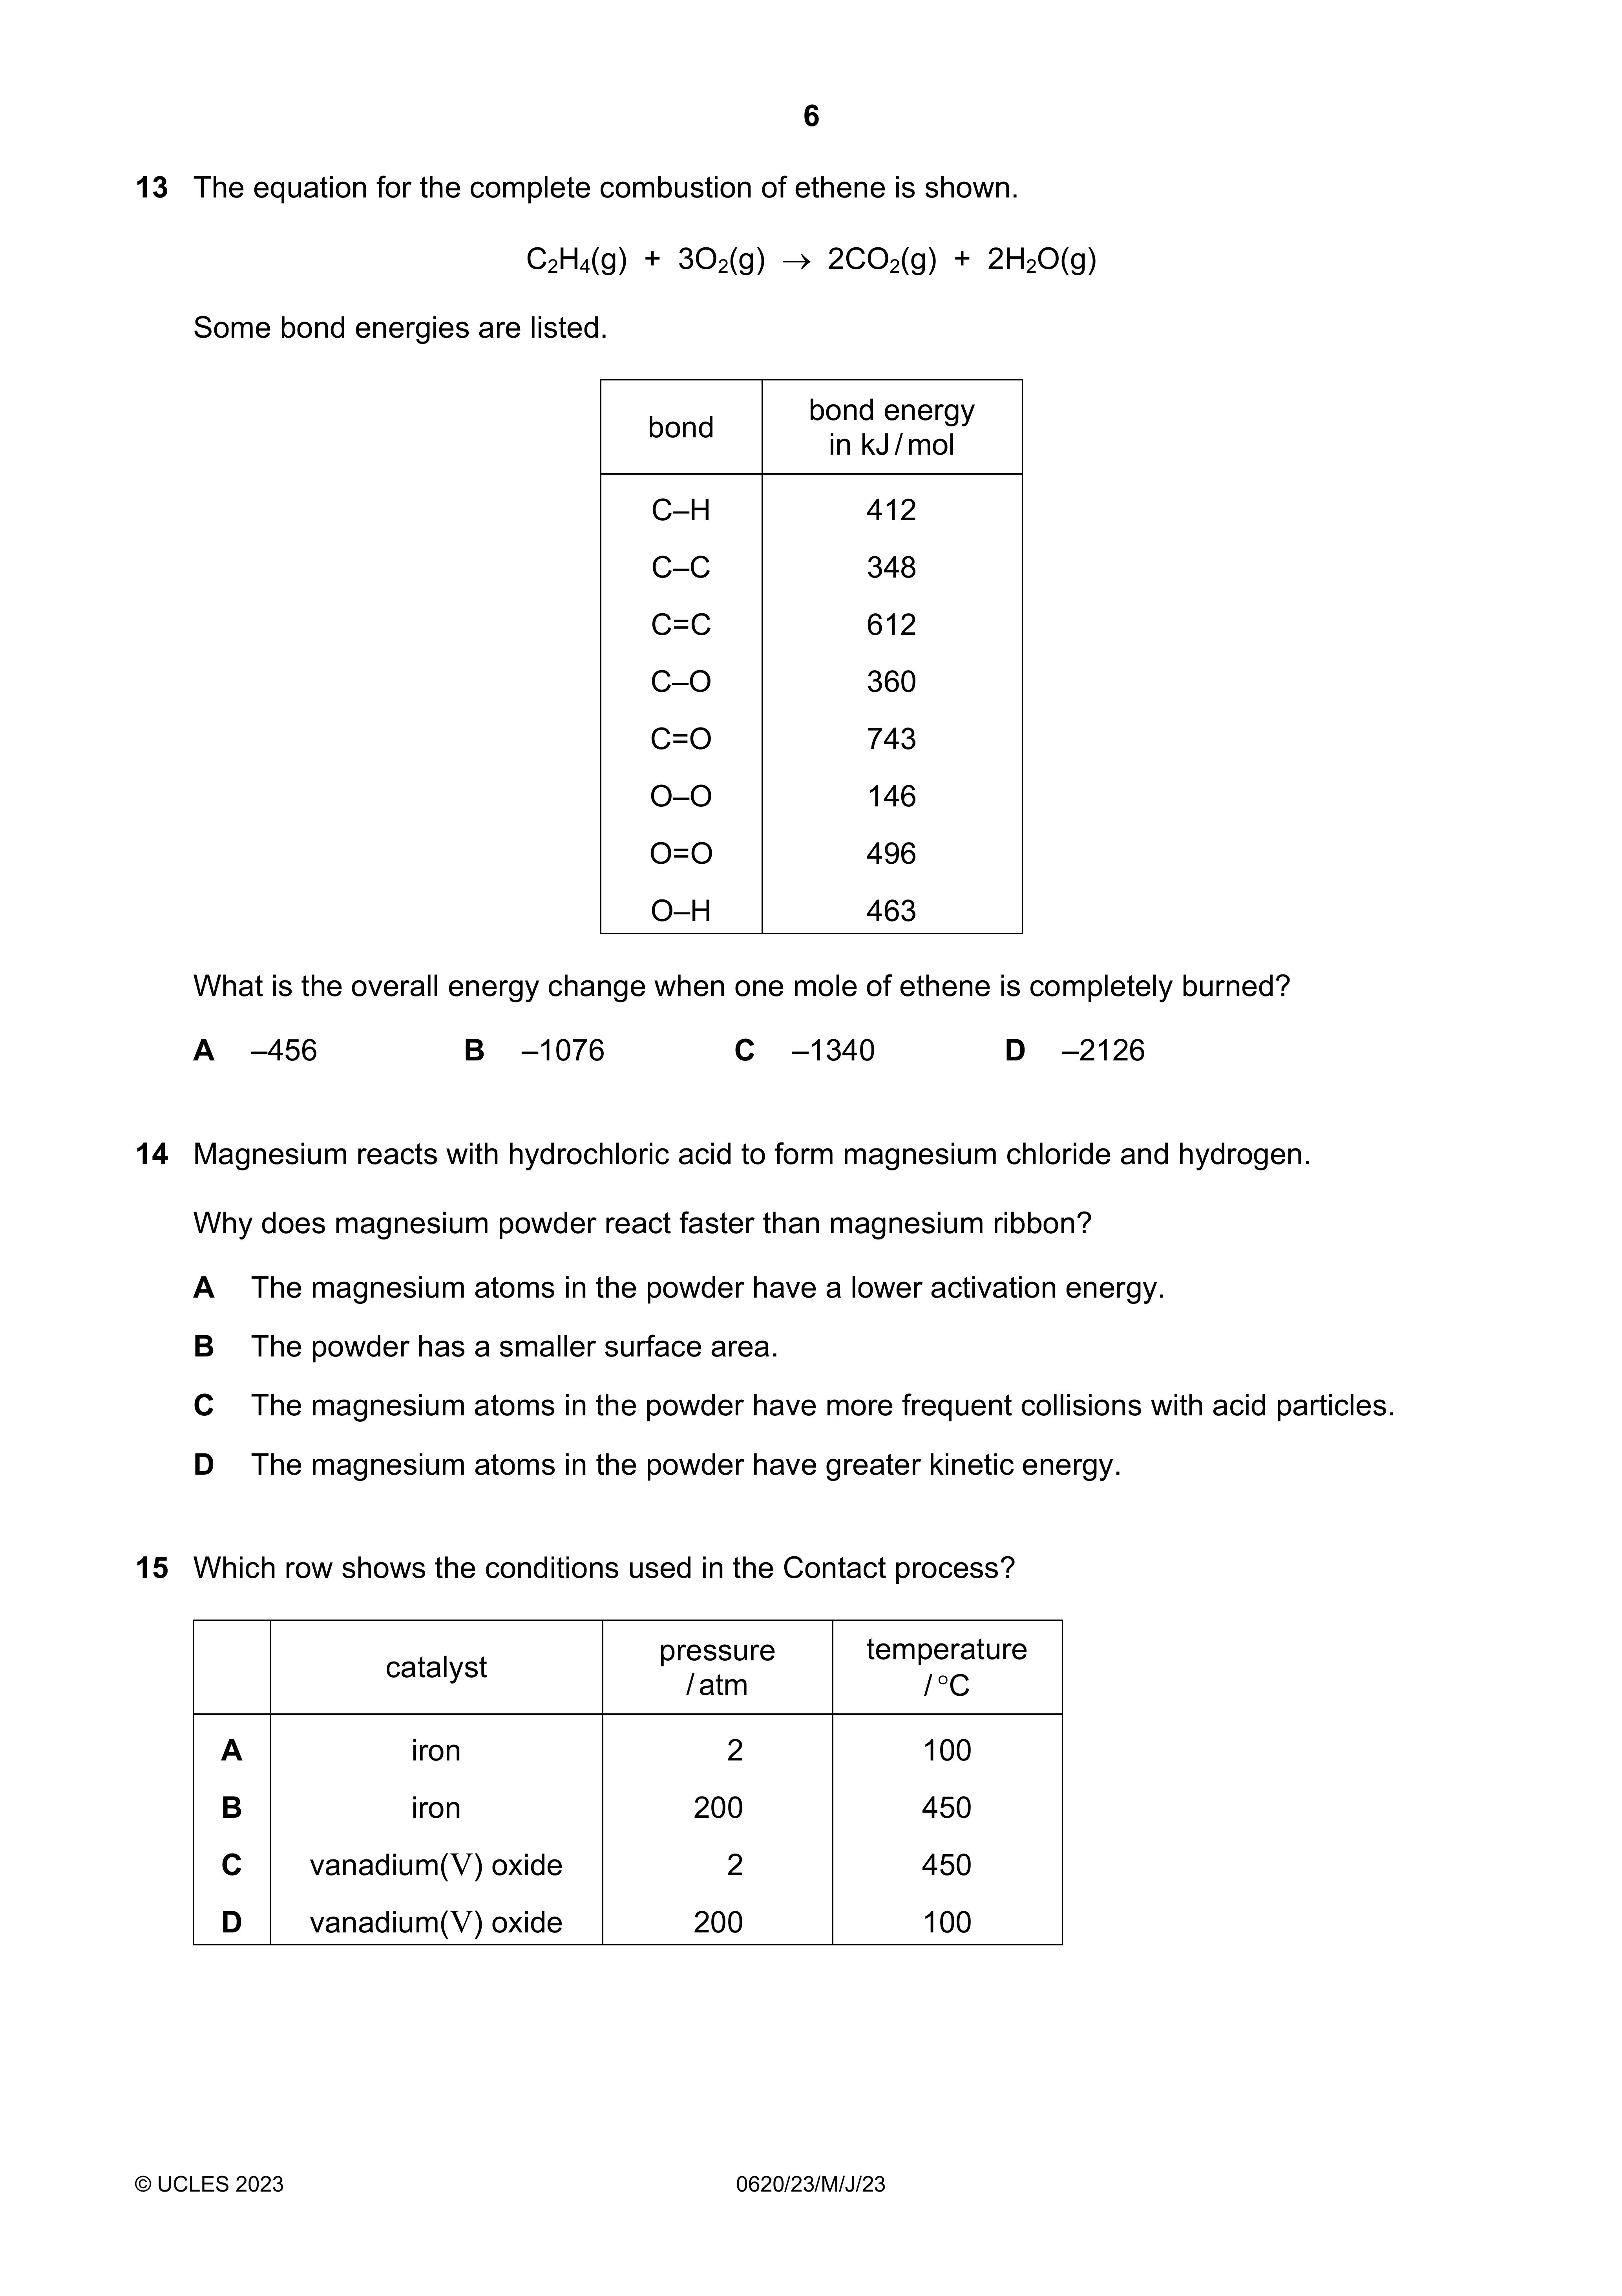 6
13 The equation for the complete combustion of ethene is shown.
C₂H₄(g) + 3O₂(g) → 2CO₂(g) + 2H₂O(g)
Some bond energies are listed.
bond bond energy
in kJ / mol
C–H 412
C–C 348
C=C 612
C–O 360
C=O 743
O–O 146
O=O 496
O–H 463
What is the overall energy change when one mole of ethene is completely burned?
A –456 B –1076 C –1340 D –2126
14 Magnesium reacts with hydrochloric acid to form magnesium chloride and hydrogen.
Why does magnesium powder react faster than magnesium ribbon?
A The magnesium atoms in the powder have a lower activation energy.
B The powder has a smaller surface area.
C The magnesium atoms in the powder have more frequent collisions with acid particles.
D The magnesium atoms in the powder have greater kinetic energy.
15 Which row shows the conditions used in the Contact process?
catalyst pressure temperature
/ atm / °C
A iron 2 100
B iron 200 450
C vanadium(V) oxide 2 450
D vanadium(V) oxide 200 100
© UCLES 2023 0620/23/M/J/23